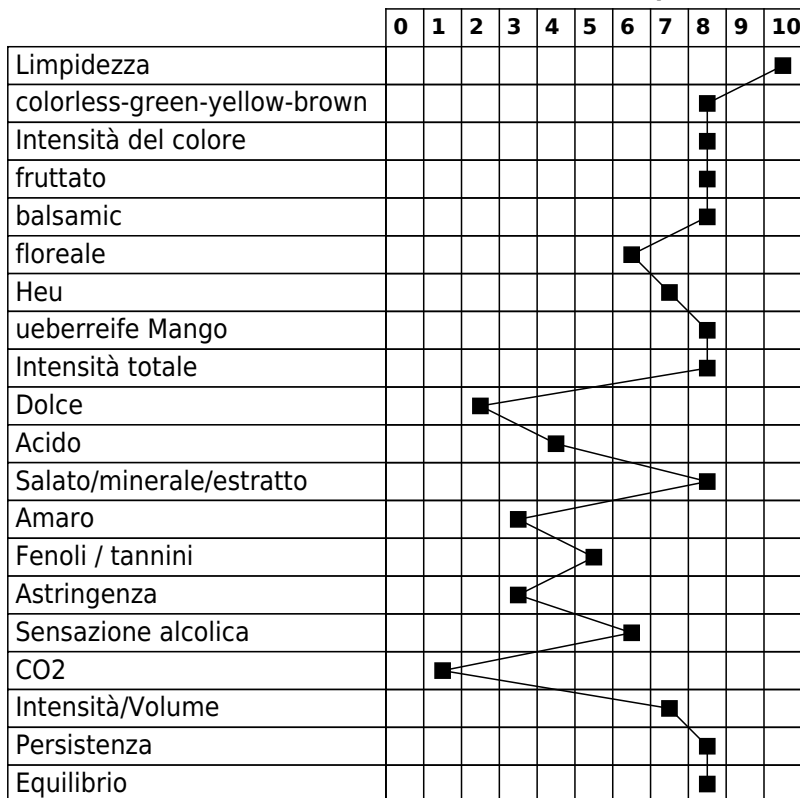 0 1 2 3 4 5 6 7 8 9 10
Limpidezza
colorless-green-yellow-brown
Intensità del colore
fruttato
balsamic
floreale
Heu
ueberreife Mango
Intensità totale
Dolce
Acido
Salato/minerale/estratto
Amaro
Fenoli / tannini
Astringenza
Sensazione alcolica
CO2
Intensità/Volume
Persistenza
Equilibrio